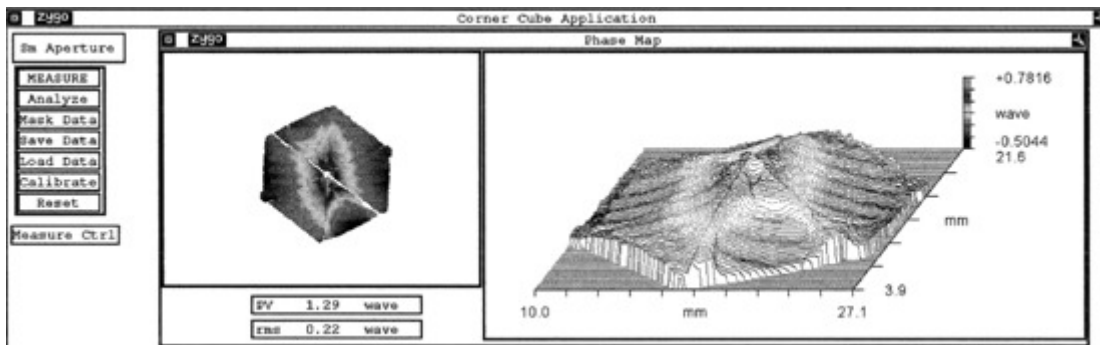 zygo Corner Cube Application
Sm Aperture
MEASURE
Analyze
Mask Data
Save Data
Load Data
Calibrate
Reset
Measure Ctrl
zygo Phase Map
PV 1.29 wave
rms 0.22 wave
+0.7816
wave
-0.5044
21.6
mm
3.9
10.0 mm 27.1